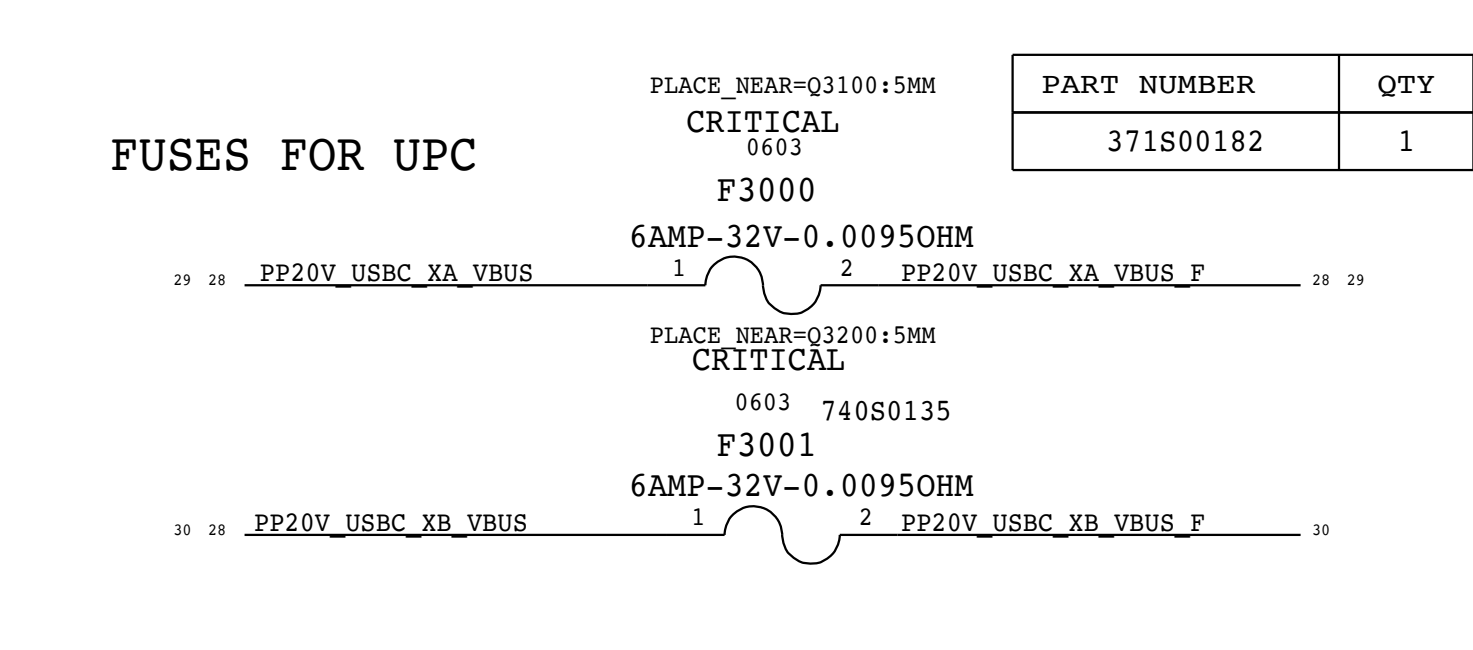 PLACE_NEAR=Q3100:5MM
PART NUMBER QTY
CRITICAL
371S00182 1
FUSES FOR UPC
0603
F3000
6AMP-32V-0.0095OHM
29 28 PP20V_USBC_XA_VBUS 1 2 PP20V_USBC_XA_VBUS_F 28 29
PLACE_NEAR=Q3200:5MM
CRITICAL
0603 740S0135
F3001
6AMP-32V-0.0095OHM
30 28 PP20V_USBC_XB_VBUS 1 2 PP20V_USBC_XB_VBUS_F 30